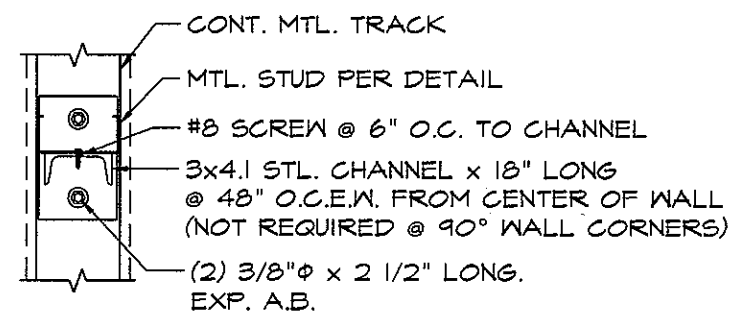 CONT. MTL. TRACK
MTL. STUD PER DETAIL
#8 SCREW @ 6" O.C. TO CHANNEL
3x4.1 STL. CHANNEL x 18" LONG
@ 48" O.C.E.W. FROM CENTER OF WALL
(NOT REQUIRED @ 90° WALL CORNERS)
(2) 3/8"Φ x 2 1/2" LONG.
EXP. A.B.